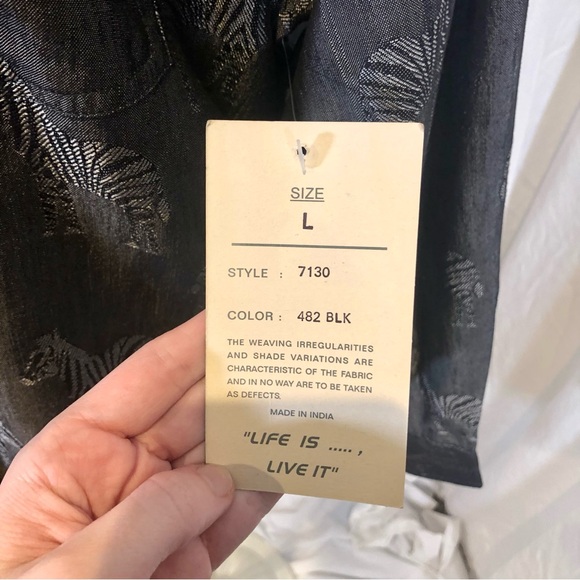 SIZE
L
STYLE : 7130
COLOR : 482 BLK
THE WEAVING IRREGULARITIES
AND SHADE VARIATIONS ARE
CHARACTERISTIC OF THE FABRIC
AND IN NO WAY ARE TO BE TAKEN
AS DEFECTS.
MADE IN INDIA
"LIFE IS ..... ,
LIVE IT"